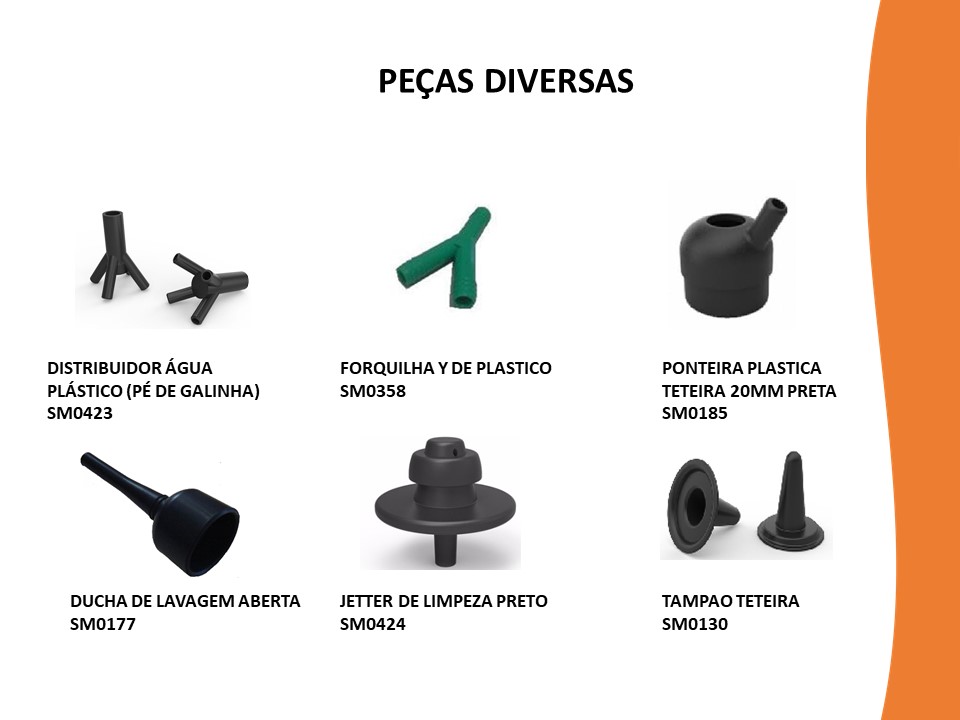 PEÇAS DIVERSAS
DISTRIBUIDOR ÁGUA
PLÁSTICO (PÉ DE GALINHA)
SM0423
FORQUILHA Y DE PLASTICO
SM0358
PONTEIRA PLASTICA
TETEIRA 20MM PRETA
SM0185
DUCHA DE LAVAGEM ABERTA
SM0177
JETTER DE LIMPEZA PRETO
SM0424
TAMPAO TETEIRA
SM0130